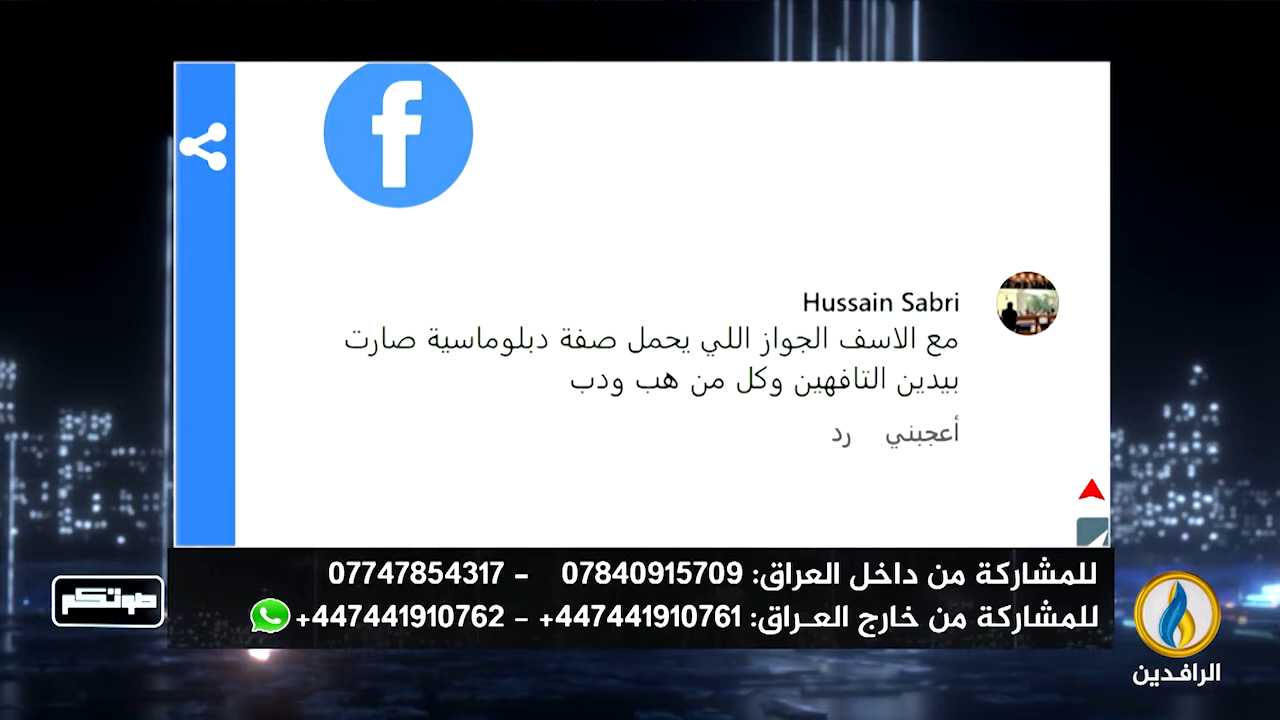 Hussain Sabri
مع الاسف الجواز اللي يحمل صفة دبلوماسية صارت
بيدين التافهين وكل من هب ودب
أعجبني رد
للمشاركة من داخل العراق: 07840915709 - 07747854317
للمشاركة من خارج العـراق: 447441910761+ - 447441910762+
صوتكم
الرافدين